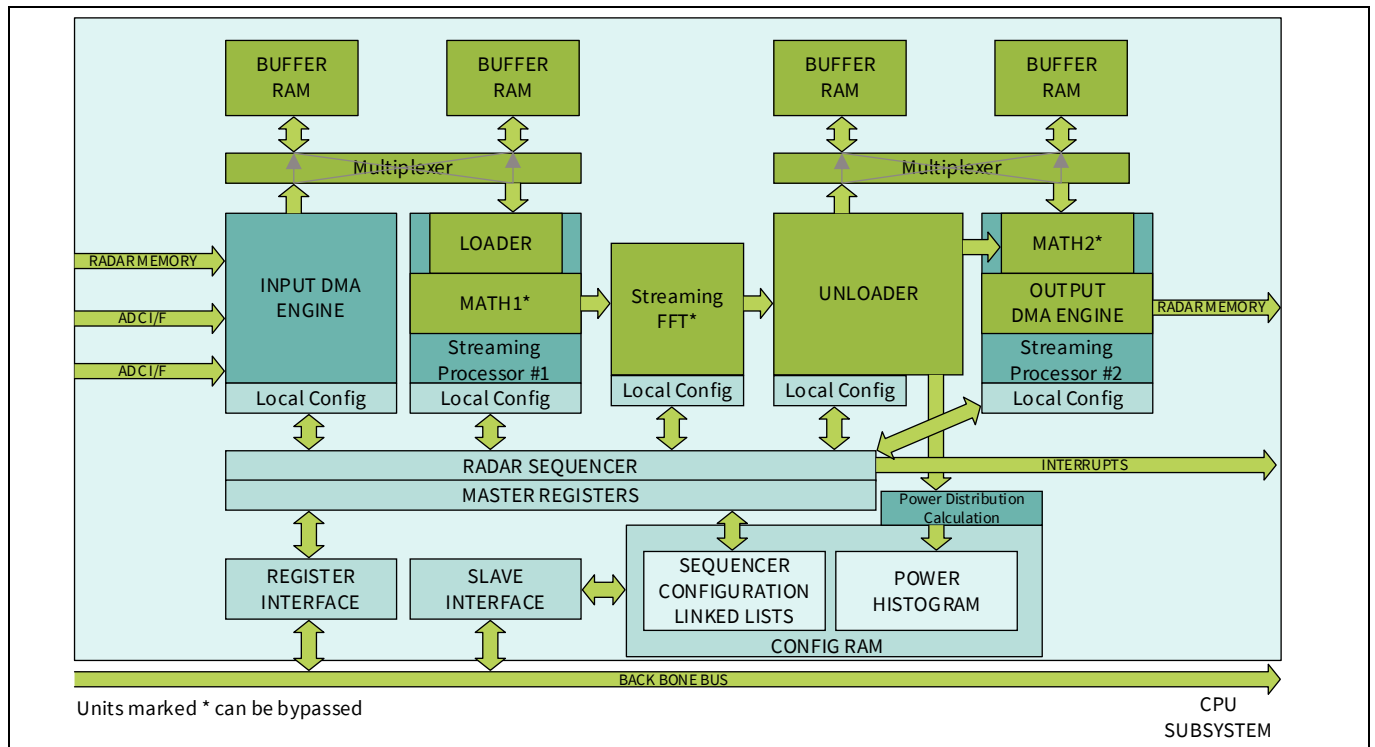 BUFFER
RAM
BUFFER
RAM
BUFFER
RAM
BUFFER
RAM
Multiplexer
Multiplexer
RADAR MEMORY
ADC I/F
ADC I/F
INPUT DMA
ENGINE
Local Config
LOADER
MATH1*
Streaming
Processor #1
Local Config
Streaming
FFT*
Local Config
UNLOADER
Local Config
MATH2*
OUTPUT
DMA ENGINE
Streaming
Processor #2
Local Config
RADAR MEMORY
RADAR SEQUENCER
INTERRUPTS
MASTER REGISTERS
Power Distribution
Calculation
REGISTER
INTERFACE
SLAVE
INTERFACE
SEQUENCER
CONFIGURATION
LINKED LISTS
POWER
HISTOGRAM
CONFIG RAM
BACK BONE BUS
Units marked * can be bypassed
CPU
SUBSYSTEM